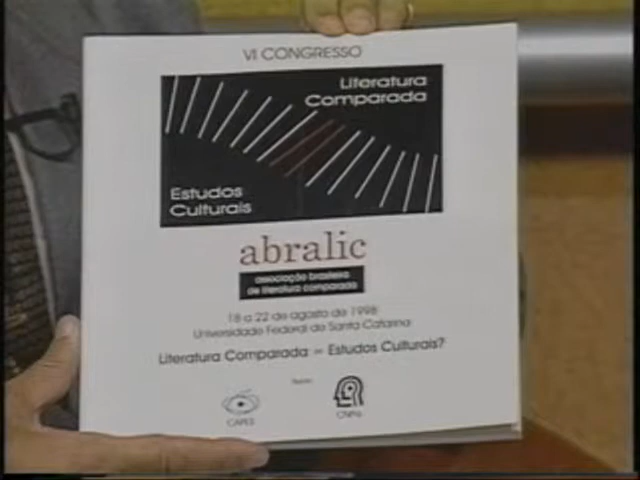 VI CONGRESSO
Literatura
Comparada
Estudos
Culturais
abralic
associação brasileira
de literatura comparada
18 a 22 de agosto de 1998
Universidade Federal de Santa Catarina
Literatura Comparada = Estudos Culturais?
CAPES
CNPq